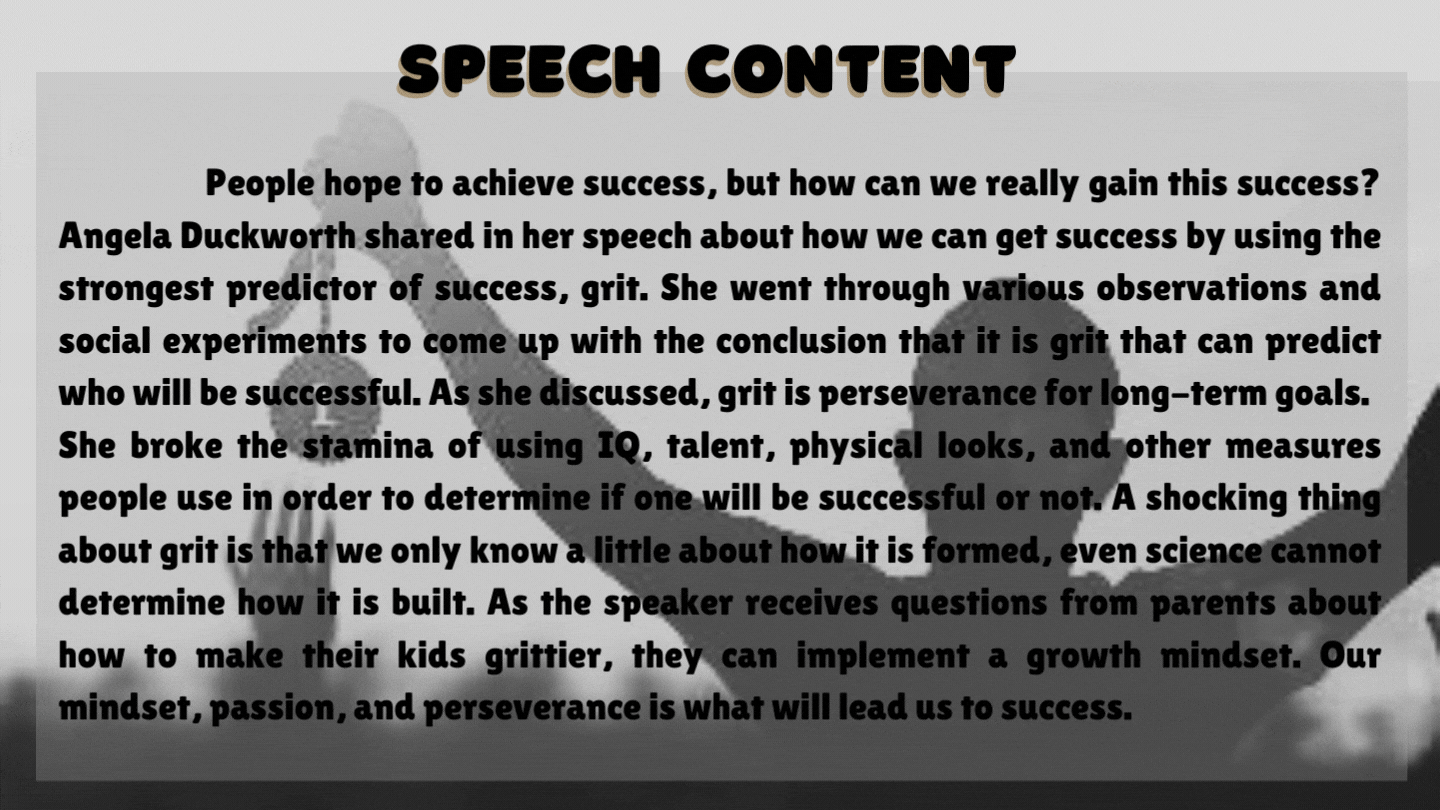 SPEECH CONTENT
People hope to achieve success, but how can we really gain this success?
Angela Duckworth shared in her speech about how we can get success by using the
strongest predictor of success, grit. She went through various observations and
social experiments to come up with the conclusion that it is grit that can predict
who will be successful. As she discussed, grit is perseverance for long-term goals.
She broke the stamina of using IQ, talent, physical looks, and other measures
people use in order to determine if one will be successful or not. A shocking thing
about grit is that we only know a little about how it is formed, even science cannot
determine how it is built. As the speaker receives questions from parents about
how to make their kids grittier, they can implement a growth mindset. Our
mindset, passion, and perseverance is what will lead us to success.